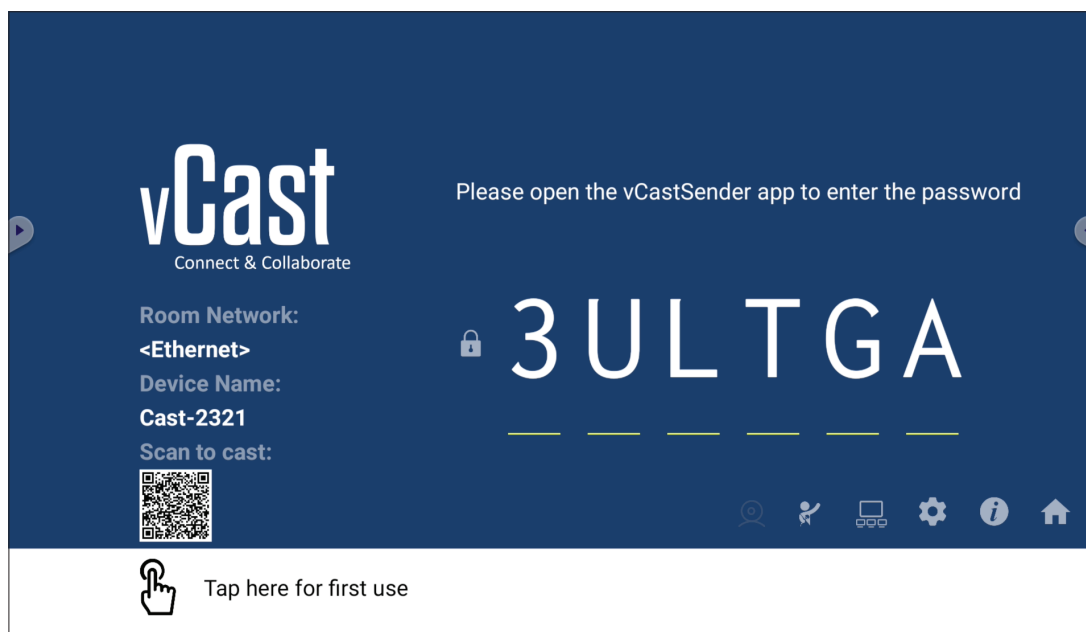 vCast
Connect & Collaborate
Please open the vCastSender app to enter the password
Room Network:
<Ethernet>
Device Name:
Cast-2321
Scan to cast:
3ULTGA
Tap here for first use